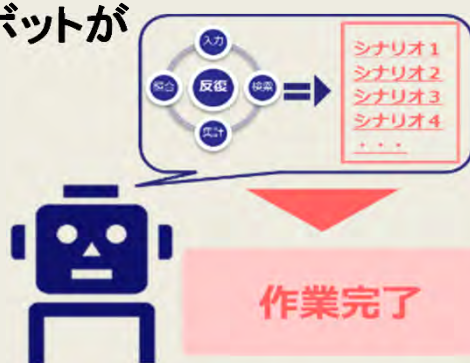 ボットが
入力
照合
反復
検索
集計
シナリオ1
シナリオ2
シナリオ3
シナリオ4
・・・
作業完了